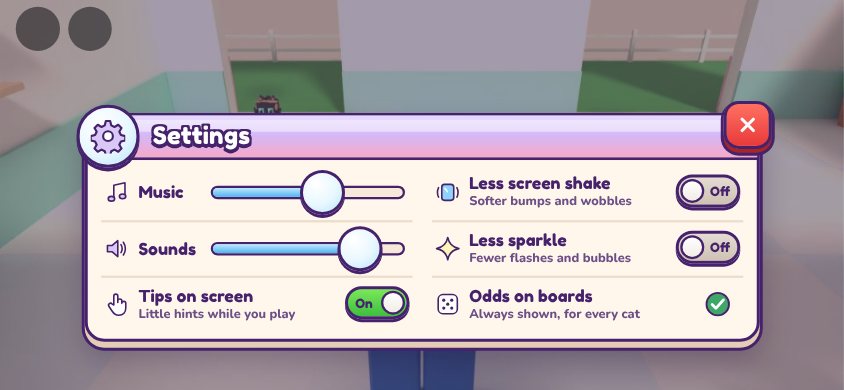 Settings
Music
Sounds
Tips on screen
Little hints while you play
On
Less screen shake
Softer bumps and wobbles
Off
Less sparkle
Fewer flashes and bubbles
Off
Odds on boards
Always shown, for every cat